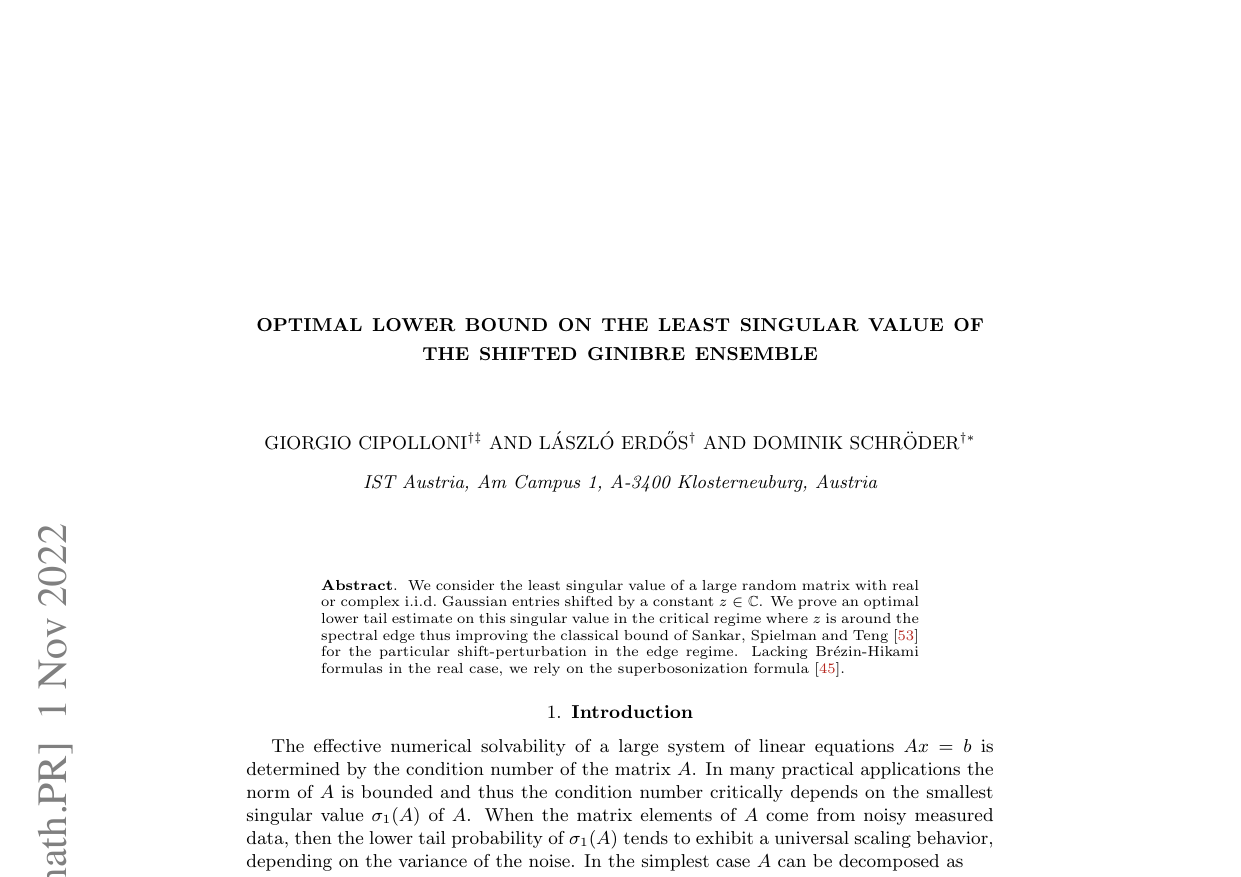 OPTIMAL LOWER BOUND ON THE LEAST SINGULAR VALUE OF
THE SHIFTED GINIBRE ENSEMBLE
GIORGIO CIPOLLONI†‡ AND LÁSZLÓ ERDŐS† AND DOMINIK SCHRÖDER†∗
IST Austria, Am Campus 1, A-3400 Klosterneuburg, Austria
Abstract. We consider the least singular value of a large random matrix with real
or complex i.i.d. Gaussian entries shifted by a constant z ∈ ℂ. We prove an optimal
lower tail estimate on this singular value in the critical regime where z is around the
spectral edge thus improving the classical bound of Sankar, Spielman and Teng [53]
for the particular shift-perturbation in the edge regime. Lacking Brézin-Hikami
formulas in the real case, we rely on the superbosonization formula [45].
1. Introduction
The effective numerical solvability of a large system of linear equations Ax = b is
determined by the condition number of the matrix A. In many practical applications the
norm of A is bounded and thus the condition number critically depends on the smallest
singular value σ₁(A) of A. When the matrix elements of A come from noisy measured
data, then the lower tail probability of σ₁(A) tends to exhibit a universal scaling behavior,
depending on the variance of the noise. In the simplest case A can be decomposed as
math.PR] 1 Nov 2022